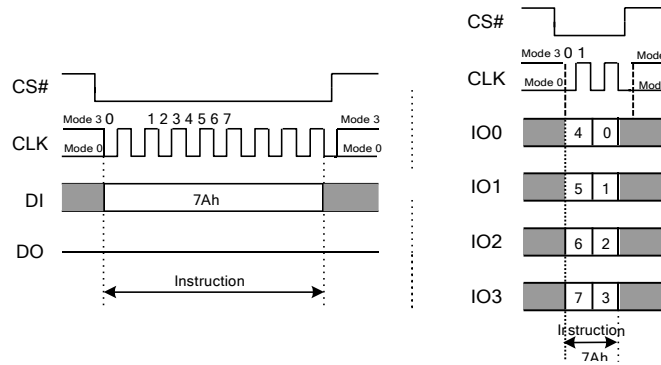 CS#
Mode 3 0 1 2 3 4 5 6 7 Mode 3
CLK
Mode 0 Mode 0
DI 7Ah
DO
Instruction
CS#
Mode 3 0 1 Mode
CLK
Mode 0 Mode
IO0 4 0
IO1 5 1
IO2 6 2
IO3 7 3
Instruction
7Ah